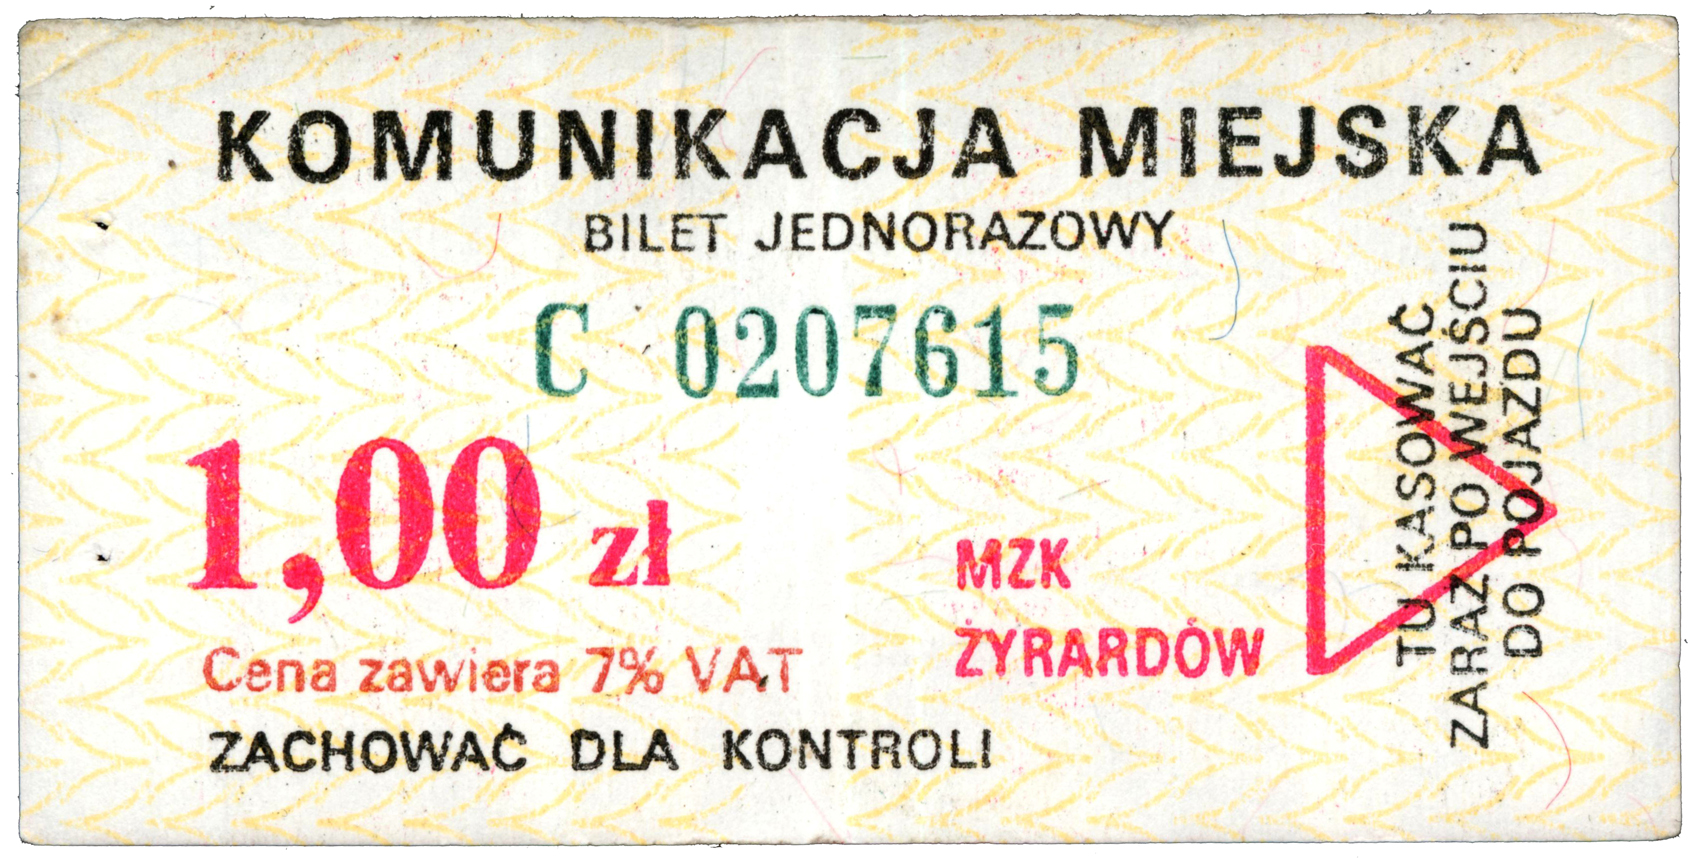 KOMUNIKACJA MIEJSKA
BILET JEDNORAZOWY
C 0207615
1,00 zł
Cena zawiera 7% VAT
ZACHOWAĆ DLA KONTROLI
MZK
ŻYRARDÓW
TU KASOWAĆ
ZARAZ PO WEJŚCIU
DO POJAZDU